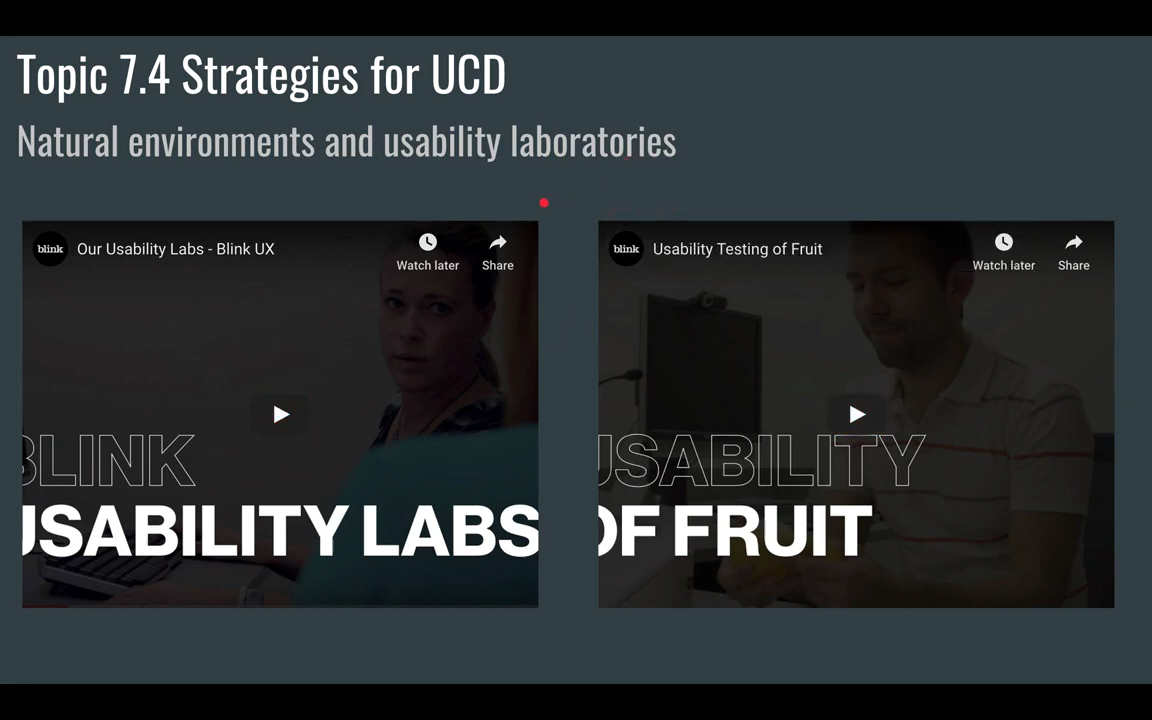 Topic 7.4 Strategies for UCD
Natural environments and usability laboratories
blink
Our Usability Labs - Blink UX
Watch later
Share
BLINK
USABILITY LABS
blink
Usability Testing of Fruit
Watch later
Share
USABILITY
OF FRUIT